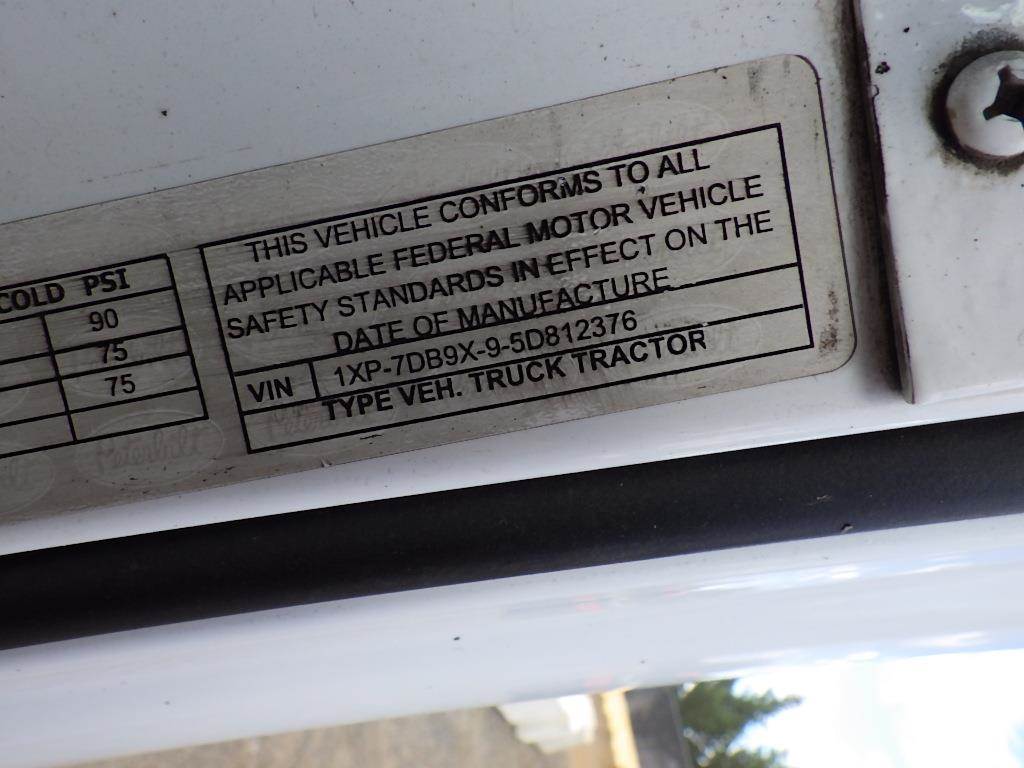 COLD PSI
90
75
75
THIS VEHICLE CONFORMS TO ALL
APPLICABLE FEDERAL MOTOR VEHICLE
SAFETY STANDARDS IN EFFECT ON THE
DATE OF MANUFACTURE
VIN 1XP-7DB9X-9-5D812376
TYPE VEH. TRUCK TRACTOR
Peterbilt